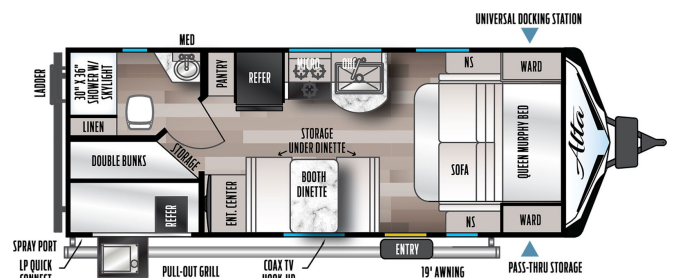 UNIVERSAL DOCKING STATION
MED
LADDER
30" X 36"
SHOWER W/
SKYLIGHT
PANTRY
REFER
MICRO
OHC
NS
WARD
LINEN
STORAGE
UNDER DINETTE
DOUBLE BUNKS
STORAGE
BOOTH
DINETTE
SOFA
QUEEN MURPHY BED
Alta
ENT. CENTER
REFER
NS
WARD
SPRAY PORT
LP QUICK
CONNECT
PULL-OUT GRILL
COAX TV
HOOK-UP
ENTRY
19' AWNING
PASS-THRU STORAGE